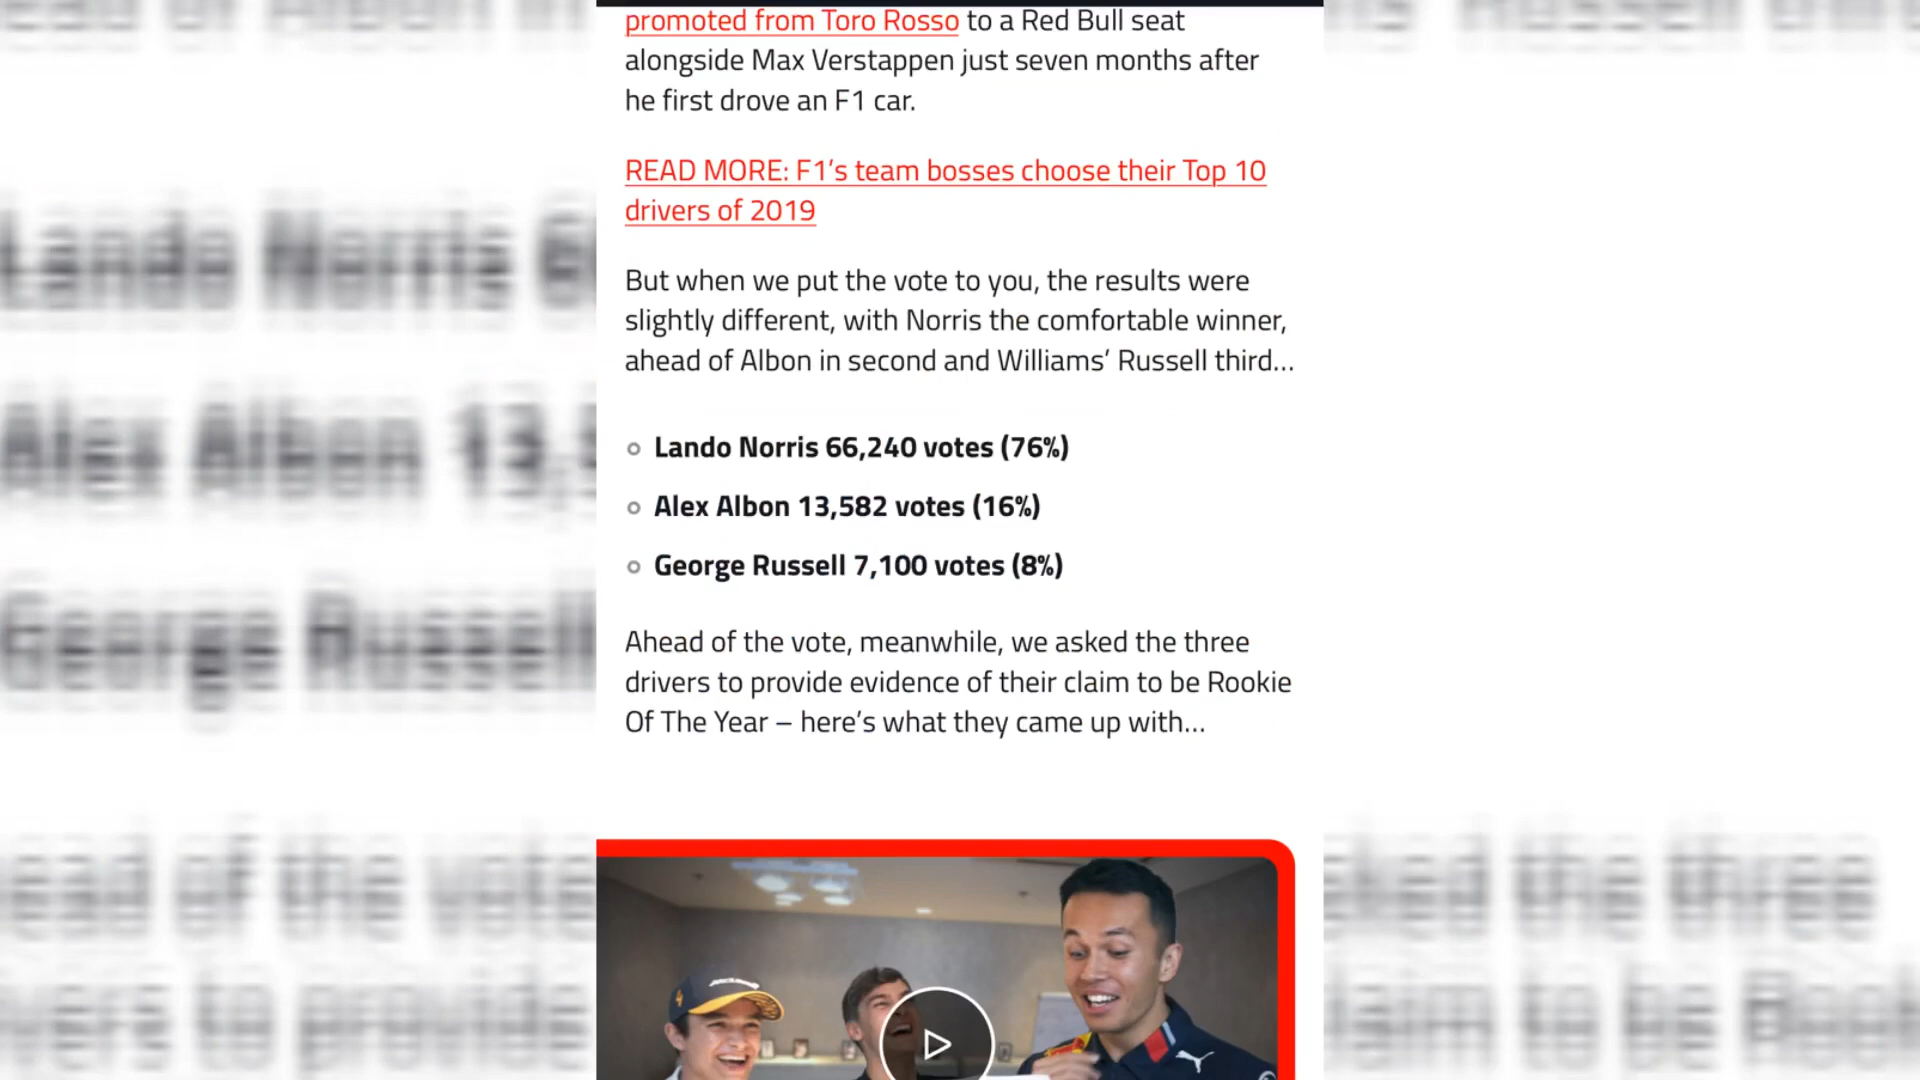 promoted from Toro Rosso to a Red Bull seat
alongside Max Verstappen just seven months after
he first drove an F1 car.
READ MORE: F1’s team bosses choose their Top 10
drivers of 2019
But when we put the vote to you, the results were
slightly different, with Norris the comfortable winner,
ahead of Albon in second and Williams’ Russell third...
Lando Norris 66,240 votes (76%)
Alex Albon 13,582 votes (16%)
George Russell 7,100 votes (8%)
Ahead of the vote, meanwhile, we asked the three
drivers to provide evidence of their claim to be Rookie
Of The Year – here’s what they came up with...